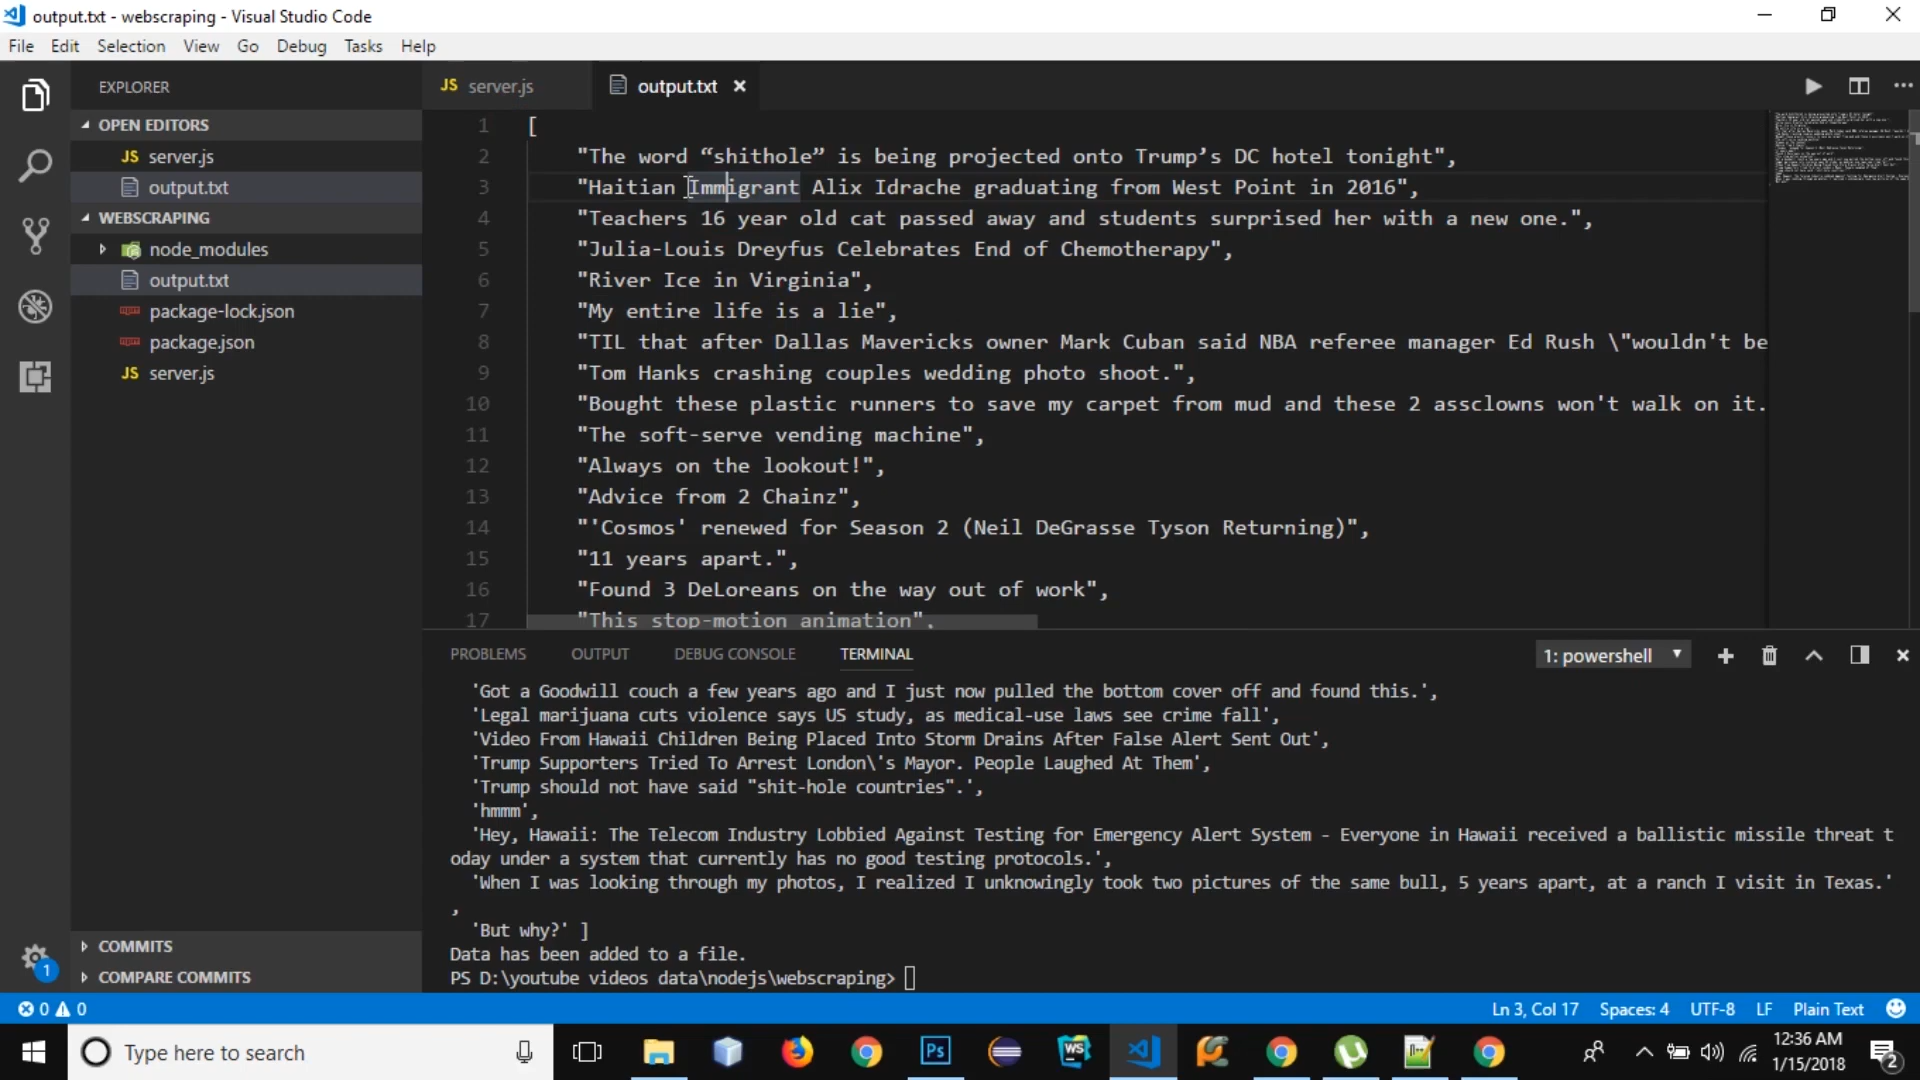 output.txt - webscraping - Visual Studio Code
File Edit Selection View Go Debug Tasks Help
EXPLORER
OPEN EDITORS
JS server.js
output.txt
WEBSCRAPING
node_modules
output.txt
package-lock.json
package.json
JS server.js
COMMITS
COMPARE COMMITS
JS server.js output.txt
1 [
2 "The word “shithole” is being projected onto Trump’s DC hotel tonight",
3 "Haitian Immigrant Alix Idrache graduating from West Point in 2016",
4 "Teachers 16 year old cat passed away and students surprised her with a new one.",
5 "Julia-Louis Dreyfus Celebrates End of Chemotherapy",
6 "River Ice in Virginia",
7 "My entire life is a lie",
8 "TIL that after Dallas Mavericks owner Mark Cuban said NBA referee manager Ed Rush \"wouldn't be
9 "Tom Hanks crashing couples wedding photo shoot.",
10 "Bought these plastic runners to save my carpet from mud and these 2 assclowns won't walk on it.
11 "The soft-serve vending machine",
12 "Always on the lookout!",
13 "Advice from 2 Chainz",
14 "'Cosmos' renewed for Season 2 (Neil DeGrasse Tyson Returning)",
15 "11 years apart.",
16 "Found 3 DeLoreans on the way out of work",
17 "This stop-motion animation",
PROBLEMS OUTPUT DEBUG CONSOLE TERMINAL 1: powershell
'Got a Goodwill couch a few years ago and I just now pulled the bottom cover off and found this.',
'Legal marijuana cuts violence says US study, as medical-use laws see crime fall',
'Video From Hawaii Children Being Placed Into Storm Drains After False Alert Sent Out',
'Trump Supporters Tried To Arrest London\'s Mayor. People Laughed At Them',
'Trump should not have said "shit-hole countries".',
'hmmm',
'Hey, Hawaii: The Telecom Industry Lobbied Against Testing for Emergency Alert System - Everyone in Hawaii received a ballistic missile threat t
oday under a system that currently has no good testing protocols.',
'When I was looking through my photos, I realized I unknowingly took two pictures of the same bull, 5 years apart, at a ranch I visit in Texas.'
,
'But why?' ]
Data has been added to a file.
PS D:\youtube videos data\nodejs\webscraping>
1
0 0 Ln 3, Col 17 Spaces: 4 UTF-8 LF Plain Text
Type here to search
Ps
WS
12:36 AM
1/15/2018
2